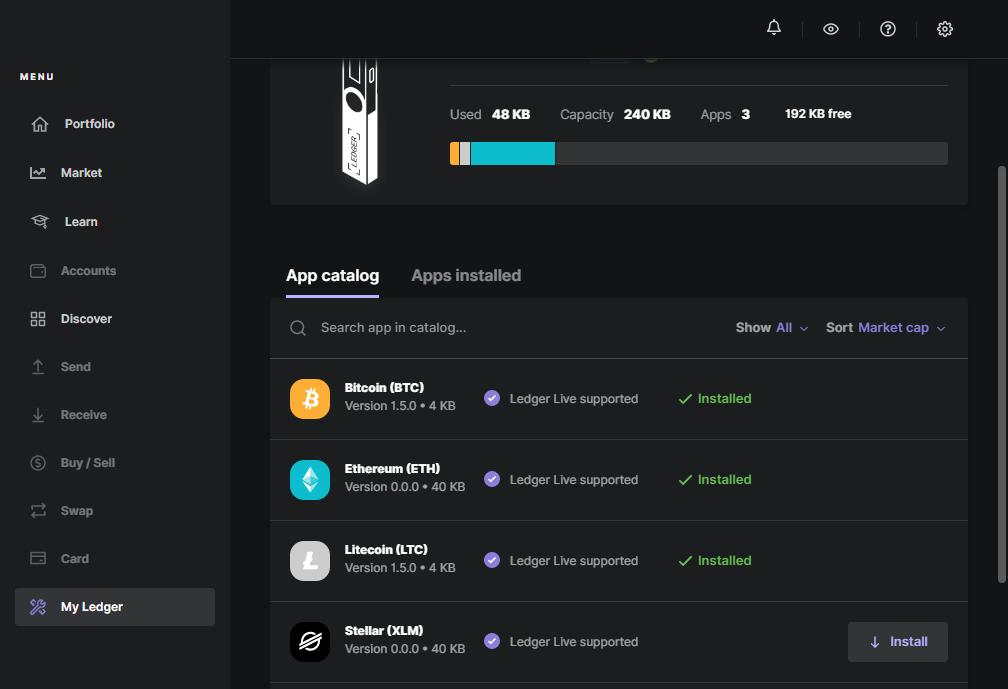 MENU
Portfolio
Market
Learn
Accounts
Discover
Send
Receive
Buy / Sell
Swap
Card
My Ledger
LEDGER
Used 48 KB Capacity 240 KB Apps 3 192 KB free
App catalog Apps installed
Search app in catalog... Show All Sort Market cap
Bitcoin (BTC)
Version 1.5.0 • 4 KB Ledger Live supported Installed
Ethereum (ETH)
Version 0.0.0 • 40 KB Ledger Live supported Installed
Litecoin (LTC)
Version 1.5.0 • 4 KB Ledger Live supported Installed
Stellar (XLM)
Version 0.0.0 • 40 KB Ledger Live supported Install